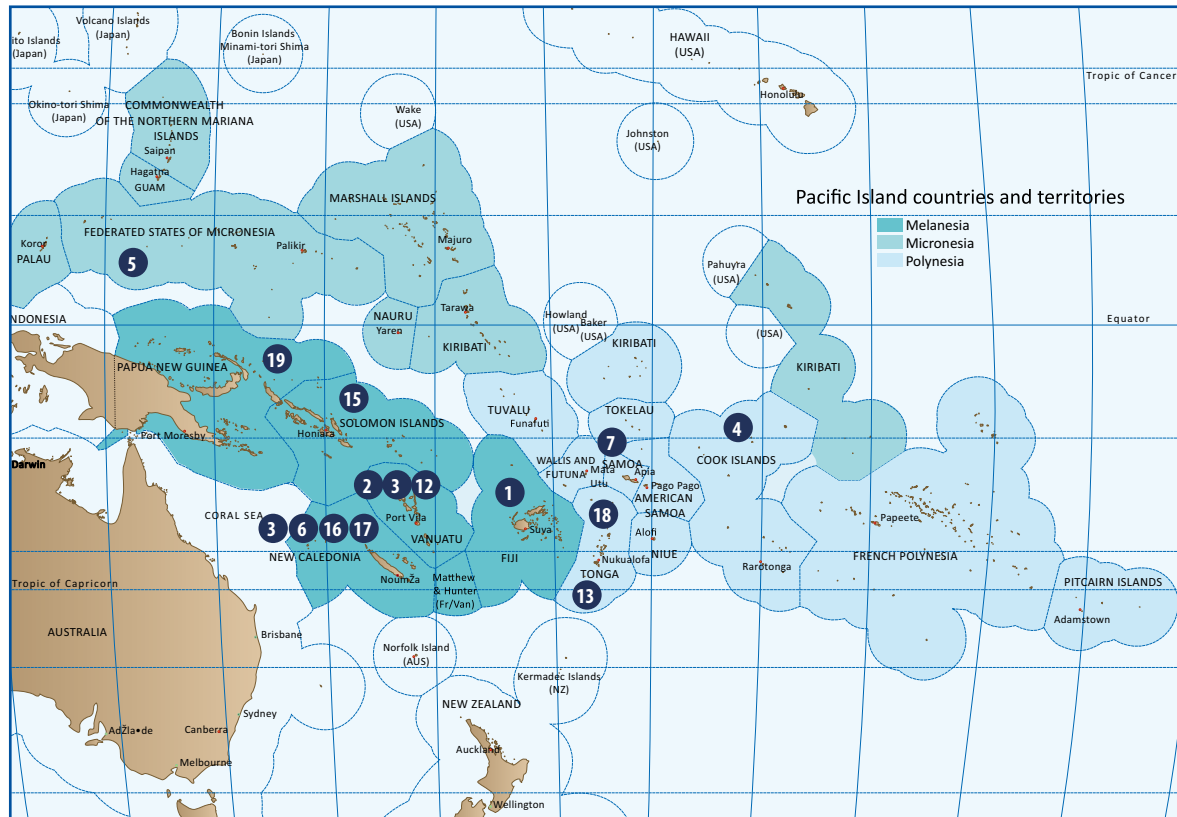 Volcano Islands
(Japan)
ito Islands
(Japan)
Bonin Islands
Minami-tori Shima
(Japan)
HAWAII
(USA)
Tropic of Cancer
Okino-tori Shima
(Japan)
COMMONWEALTH
OF THE NORTHERN MARIANA
ISLANDS
Saipan
Hagatna
GUAM
Wake
(USA)
Johnston
(USA)
Honolulu
Pacific Island countries and territories
Melanesia
Micronesia
Polynesia
MARSHALL ISLANDS
Majuro
Koror
PALAU
FEDERATED STATES OF MICRONESIA
Palikir
5
Pahuyra
(USA)
NDONESIA
NAURU
Yaren
Tarawa
KIRIBATI
Howland
(USA)
Baker
(USA)
KIRIBATI
(USA)
Equator
KIRIBATI
PAPUA NEW GUINEA
19
15
SOLOMON ISLANDS
Honiara
Port Moresby
TUVALU
Funafuti
TOKELAU
4
COOK ISLANDS
7
Darwin
WALLIS AND
FUTUNA
Mata
Utu
SAMOA
Apia
Pago Pago
AMERICAN
SAMOA
2
3
12
1
Port Vila
VANUATU
CORAL SEA
3
6
16
17
NEW CALEDONIA
NoumŽa
Suva
FIJI
18
Alofi
NIUE
Nukualofa
TONGA
13
Rarotonga
Papeete
FRENCH POLYNESIA
PITCAIRN ISLANDS
Adamstown
Tropic of Capricorn
Matthew
& Hunter
(Fr/Van)
AUSTRALIA
Brisbane
Norfolk Island
(AUS)
Kermadec Islands
(NZ)
NEW ZEALAND
Sydney
AdŽla•de
Canberra
Melbourne
Auckland
Wellington